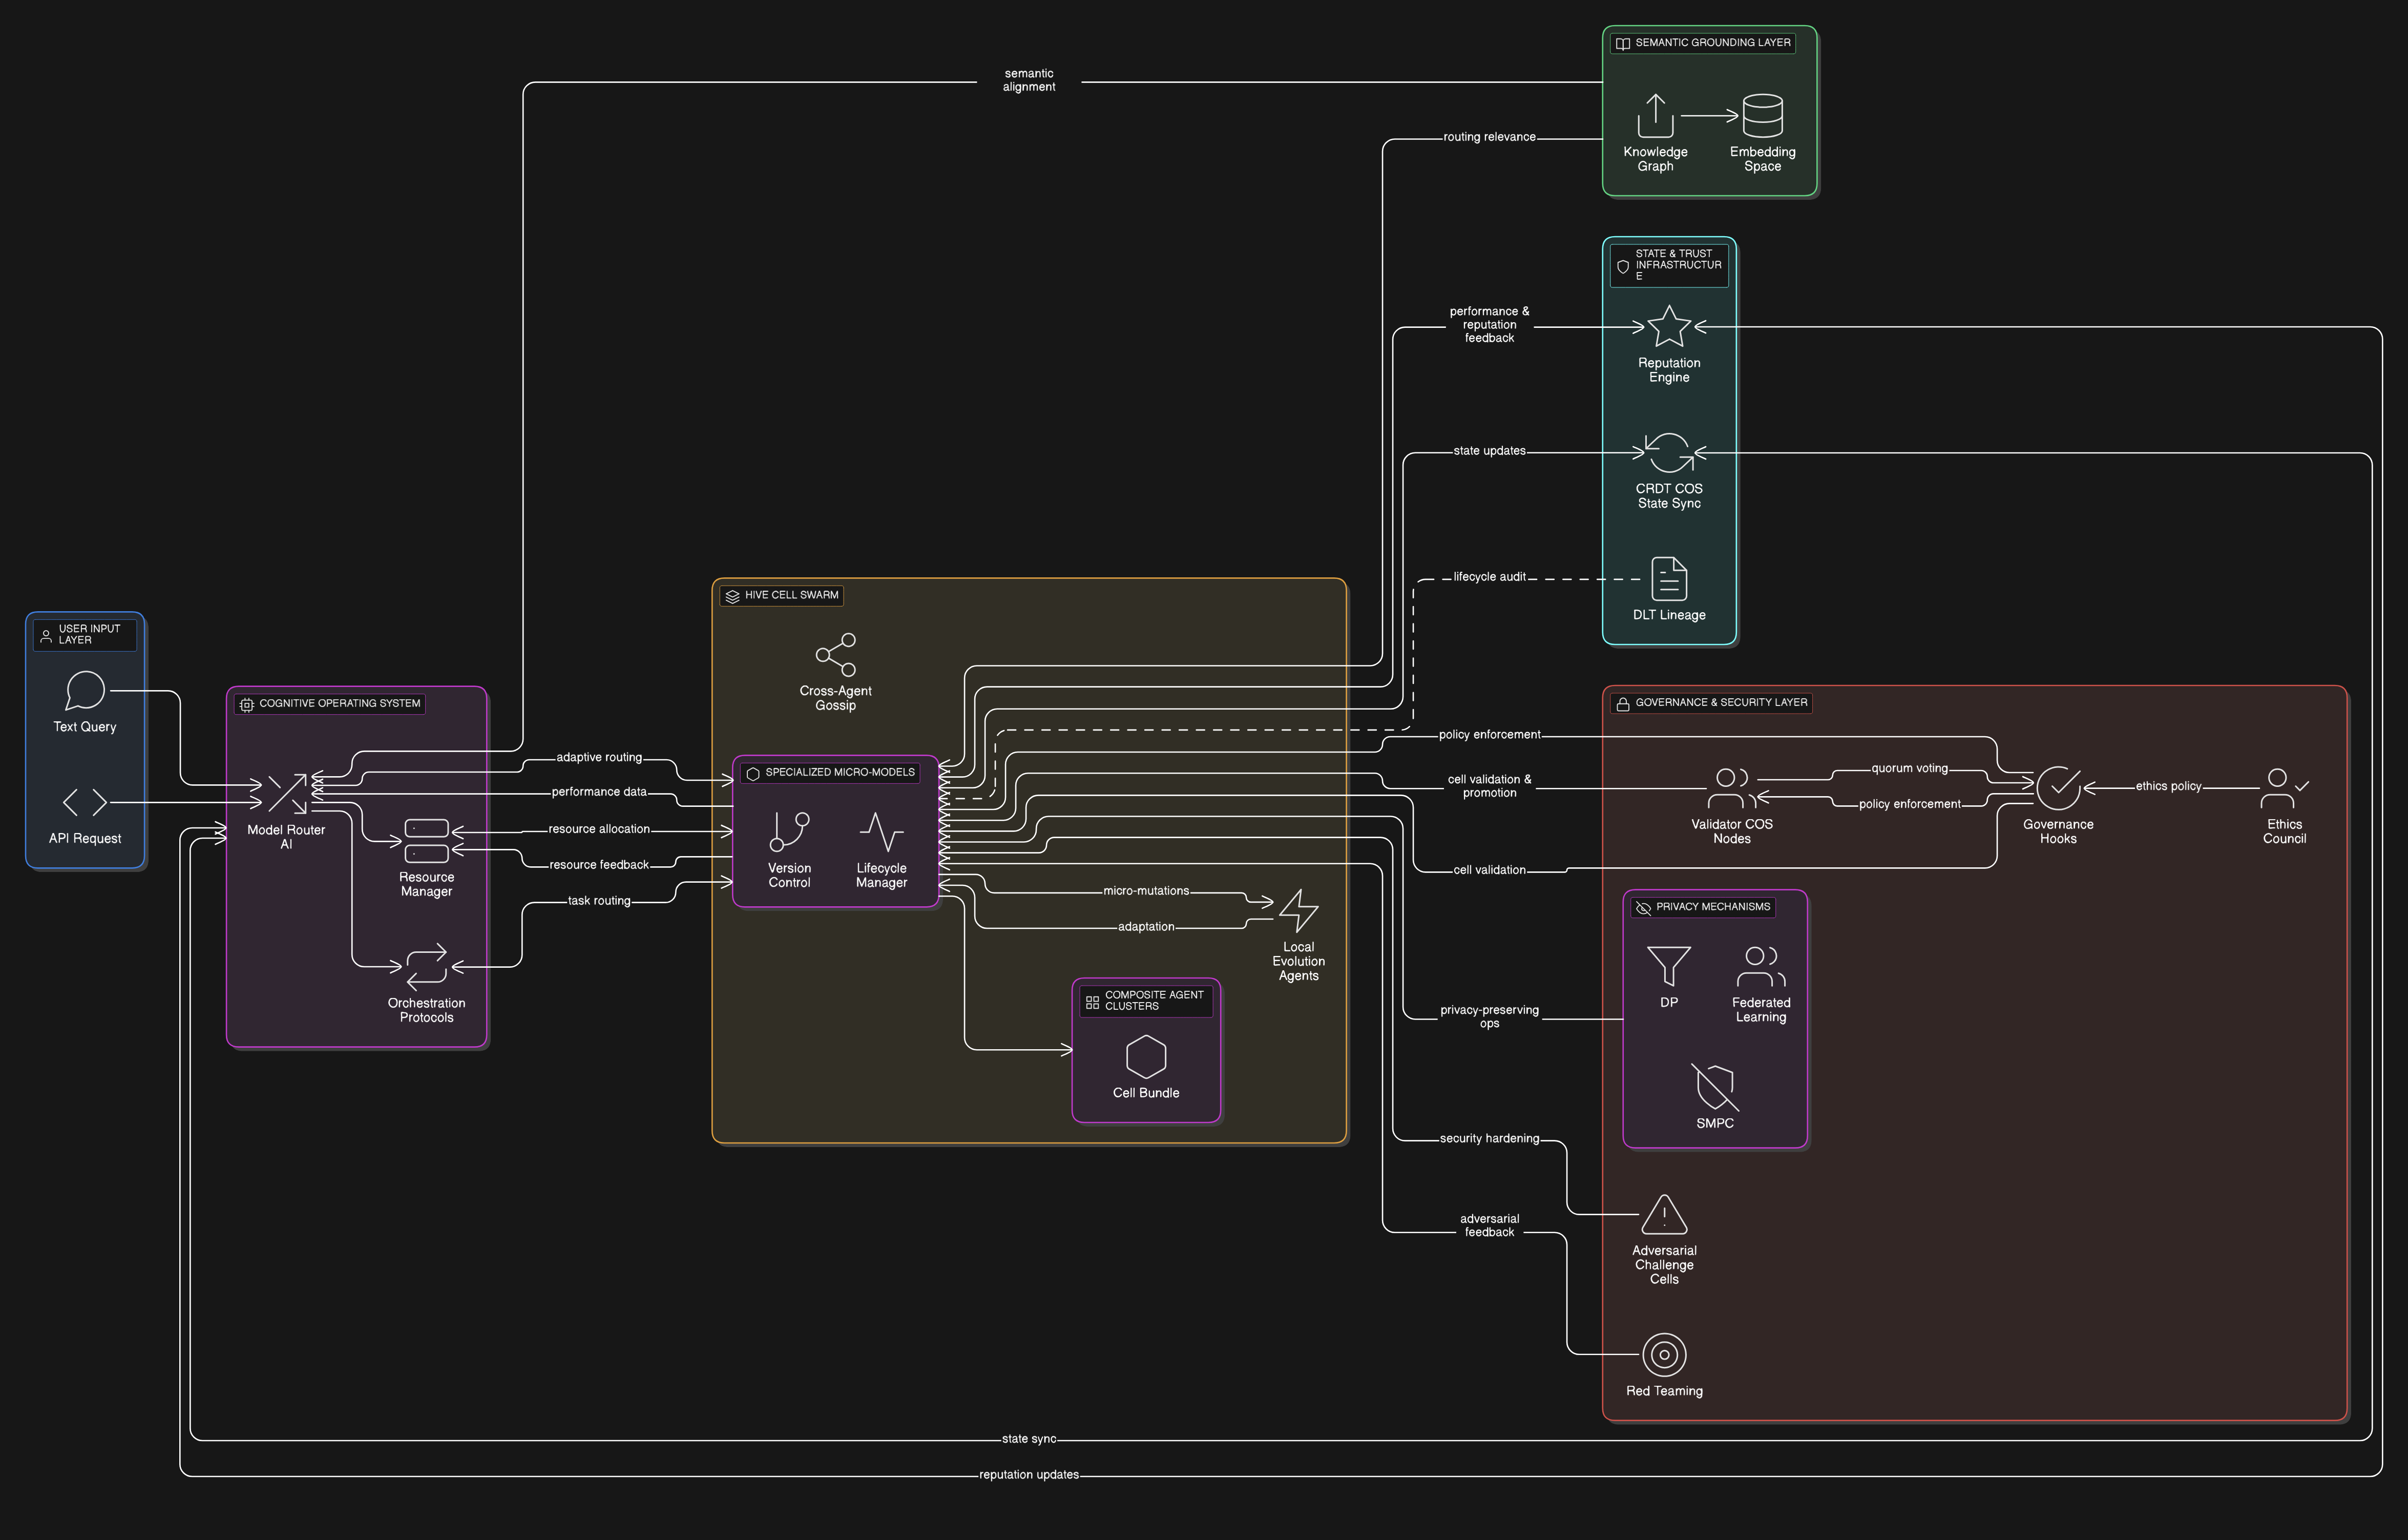 SEMANTIC GROUNDING LAYER
Knowledge
Graph
Embedding
Space
semantic
alignment
routing relevance
STATE & TRUST
INFRASTRUCTUR
E
Reputation
Engine
CRDT COS
State Sync
DLT Lineage
performance &
reputation
feedback
state updates
lifecycle audit
USER INPUT
LAYER
Text Query
API Request
COGNITIVE OPERATING SYSTEM
Model Router
AI
Resource
Manager
Orchestration
Protocols
adaptive routing
performance data
resource allocation
resource feedback
task routing
HIVE CELL SWARM
Cross-Agent
Gossip
SPECIALIZED MICRO-MODELS
Version
Control
Lifecycle
Manager
micro-mutations
adaptation
Local
Evolution
Agents
COMPOSITE AGENT
CLUSTERS
Cell Bundle
policy enforcement
cell validation &
promotion
cell validation
privacy-preserving
ops
security hardening
adversarial
feedback
GOVERNANCE & SECURITY LAYER
Validator COS
Nodes
quorum voting
policy enforcement
Governance
Hooks
ethics policy
Ethics
Council
PRIVACY MECHANISMS
DP
Federated
Learning
SMPC
Adversarial
Challenge
Cells
Red Teaming
state sync
reputation updates